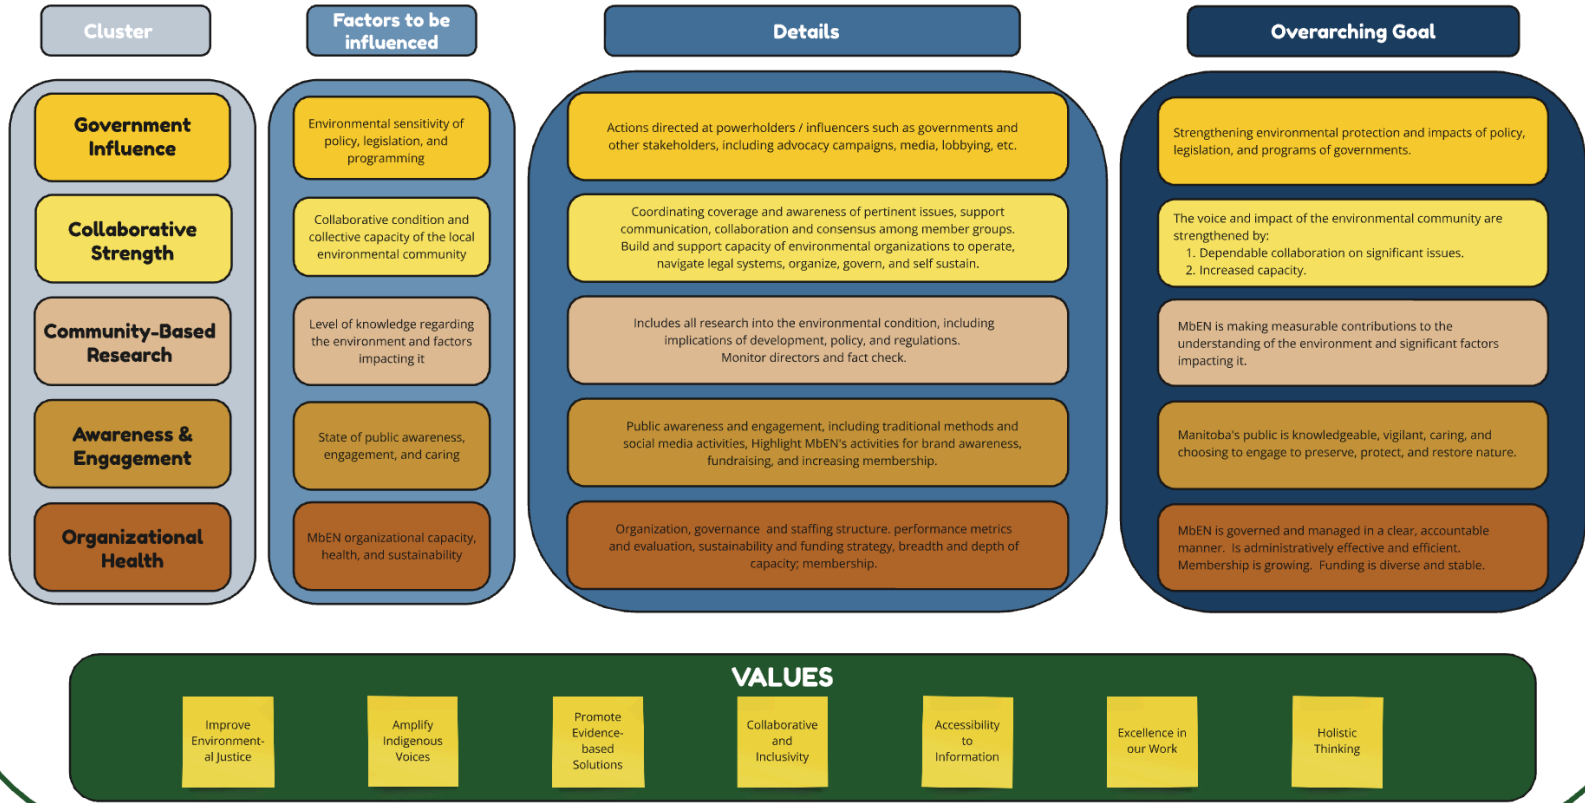 Cluster
Factors to be
influenced
Details
Overarching Goal
Government
Influence
Environmental sensitivity of
policy, legislation, and
programming
Actions directed at powerholders / influencers such as governments and
other stakeholders, including advocacy campaigns, media, lobbying, etc.
Strengthening environmental protection and impacts of policy,
legislation, and programs of governments.
Collaborative
Strength
Collaborative condition and
collective capacity of the local
environmental community
Coordinating coverage and awareness of pertinent issues, support
communication, collaboration and consensus among member groups.
Build and support capacity of environmental organizations to operate,
navigate legal systems, organize, govern, and self sustain.
The voice and impact of the environmental community are
strengthened by:
1. Dependable collaboration on significant issues.
2. Increased capacity.
Community-Based
Research
Level of knowledge regarding
the environment and factors
impacting it
Includes all research into the environmental condition, including
implications of development, policy, and regulations.
Monitor directors and fact check.
MbEN is making measurable contributions to the
understanding of the environment and significant factors
impacting it.
Awareness &
Engagement
State of public awareness,
engagement, and caring
Public awareness and engagement, including traditional methods and
social media activities, Highlight MbEN's activities for brand awareness,
fundraising, and increasing membership.
Manitoba's public is knowledgeable, vigilant, caring, and
choosing to engage to preserve, protect, and restore nature.
Organizational
Health
MbEN organizational capacity,
health, and sustainability
Organization, governance and staffing structure. performance metrics
and evaluation, sustainability and funding strategy, breadth and depth of
capacity; membership.
MbEN is governed and managed in a clear, accountable
manner. Is administratively effective and efficient.
Membership is growing. Funding is diverse and stable.
VALUES
Improve
Environment-
al Justice
Amplify
Indigenous
Voices
Promote
Evidence-
based
Solutions
Collaborative
and
Inclusivity
Accessibility
to
Information
Excellence in
our Work
Holistic
Thinking